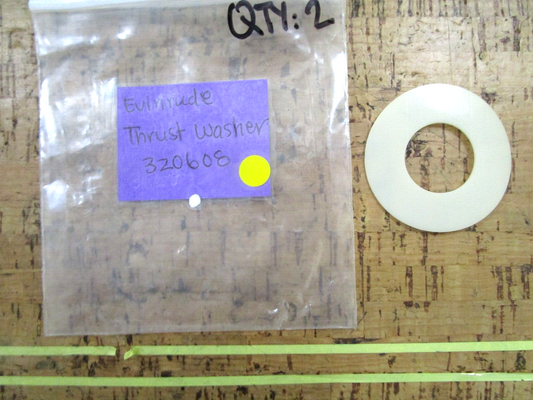 QTY: 2
Evinrude
Thrust Washer
320608